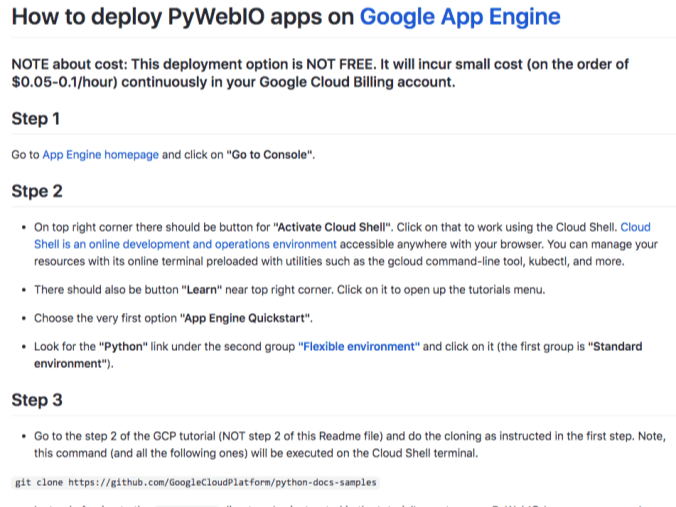 How to deploy PyWebIO apps on Google App Engine
NOTE about cost: This deployment option is NOT FREE. It will incur small cost (on the order of
$0.05-0.1/hour) continuously in your Google Cloud Billing account.
Step 1
Go to App Engine homepage and click on "Go to Console".
Stpe 2
• On top right corner there should be button for "Activate Cloud Shell". Click on that to work using the Cloud Shell. Cloud
Shell is an online development and operations environment accessible anywhere with your browser. You can manage your
resources with its online terminal preloaded with utilities such as the gcloud command-line tool, kubectl, and more.
• There should also be button "Learn" near top right corner. Click on it to open up the tutorials menu.
• Choose the very first option "App Engine Quickstart".
• Look for the "Python" link under the second group "Flexible environment" and click on it (the first group is "Standard
environment").
Step 3
• Go to the step 2 of the GCP tutorial (NOT step 2 of this Readme file) and do the cloning as instructed in the first step. Note,
this command (and all the following ones) will be executed on the Cloud Shell terminal.
git clone https://github.com/GoogleCloudPlatform/python-docs-samples